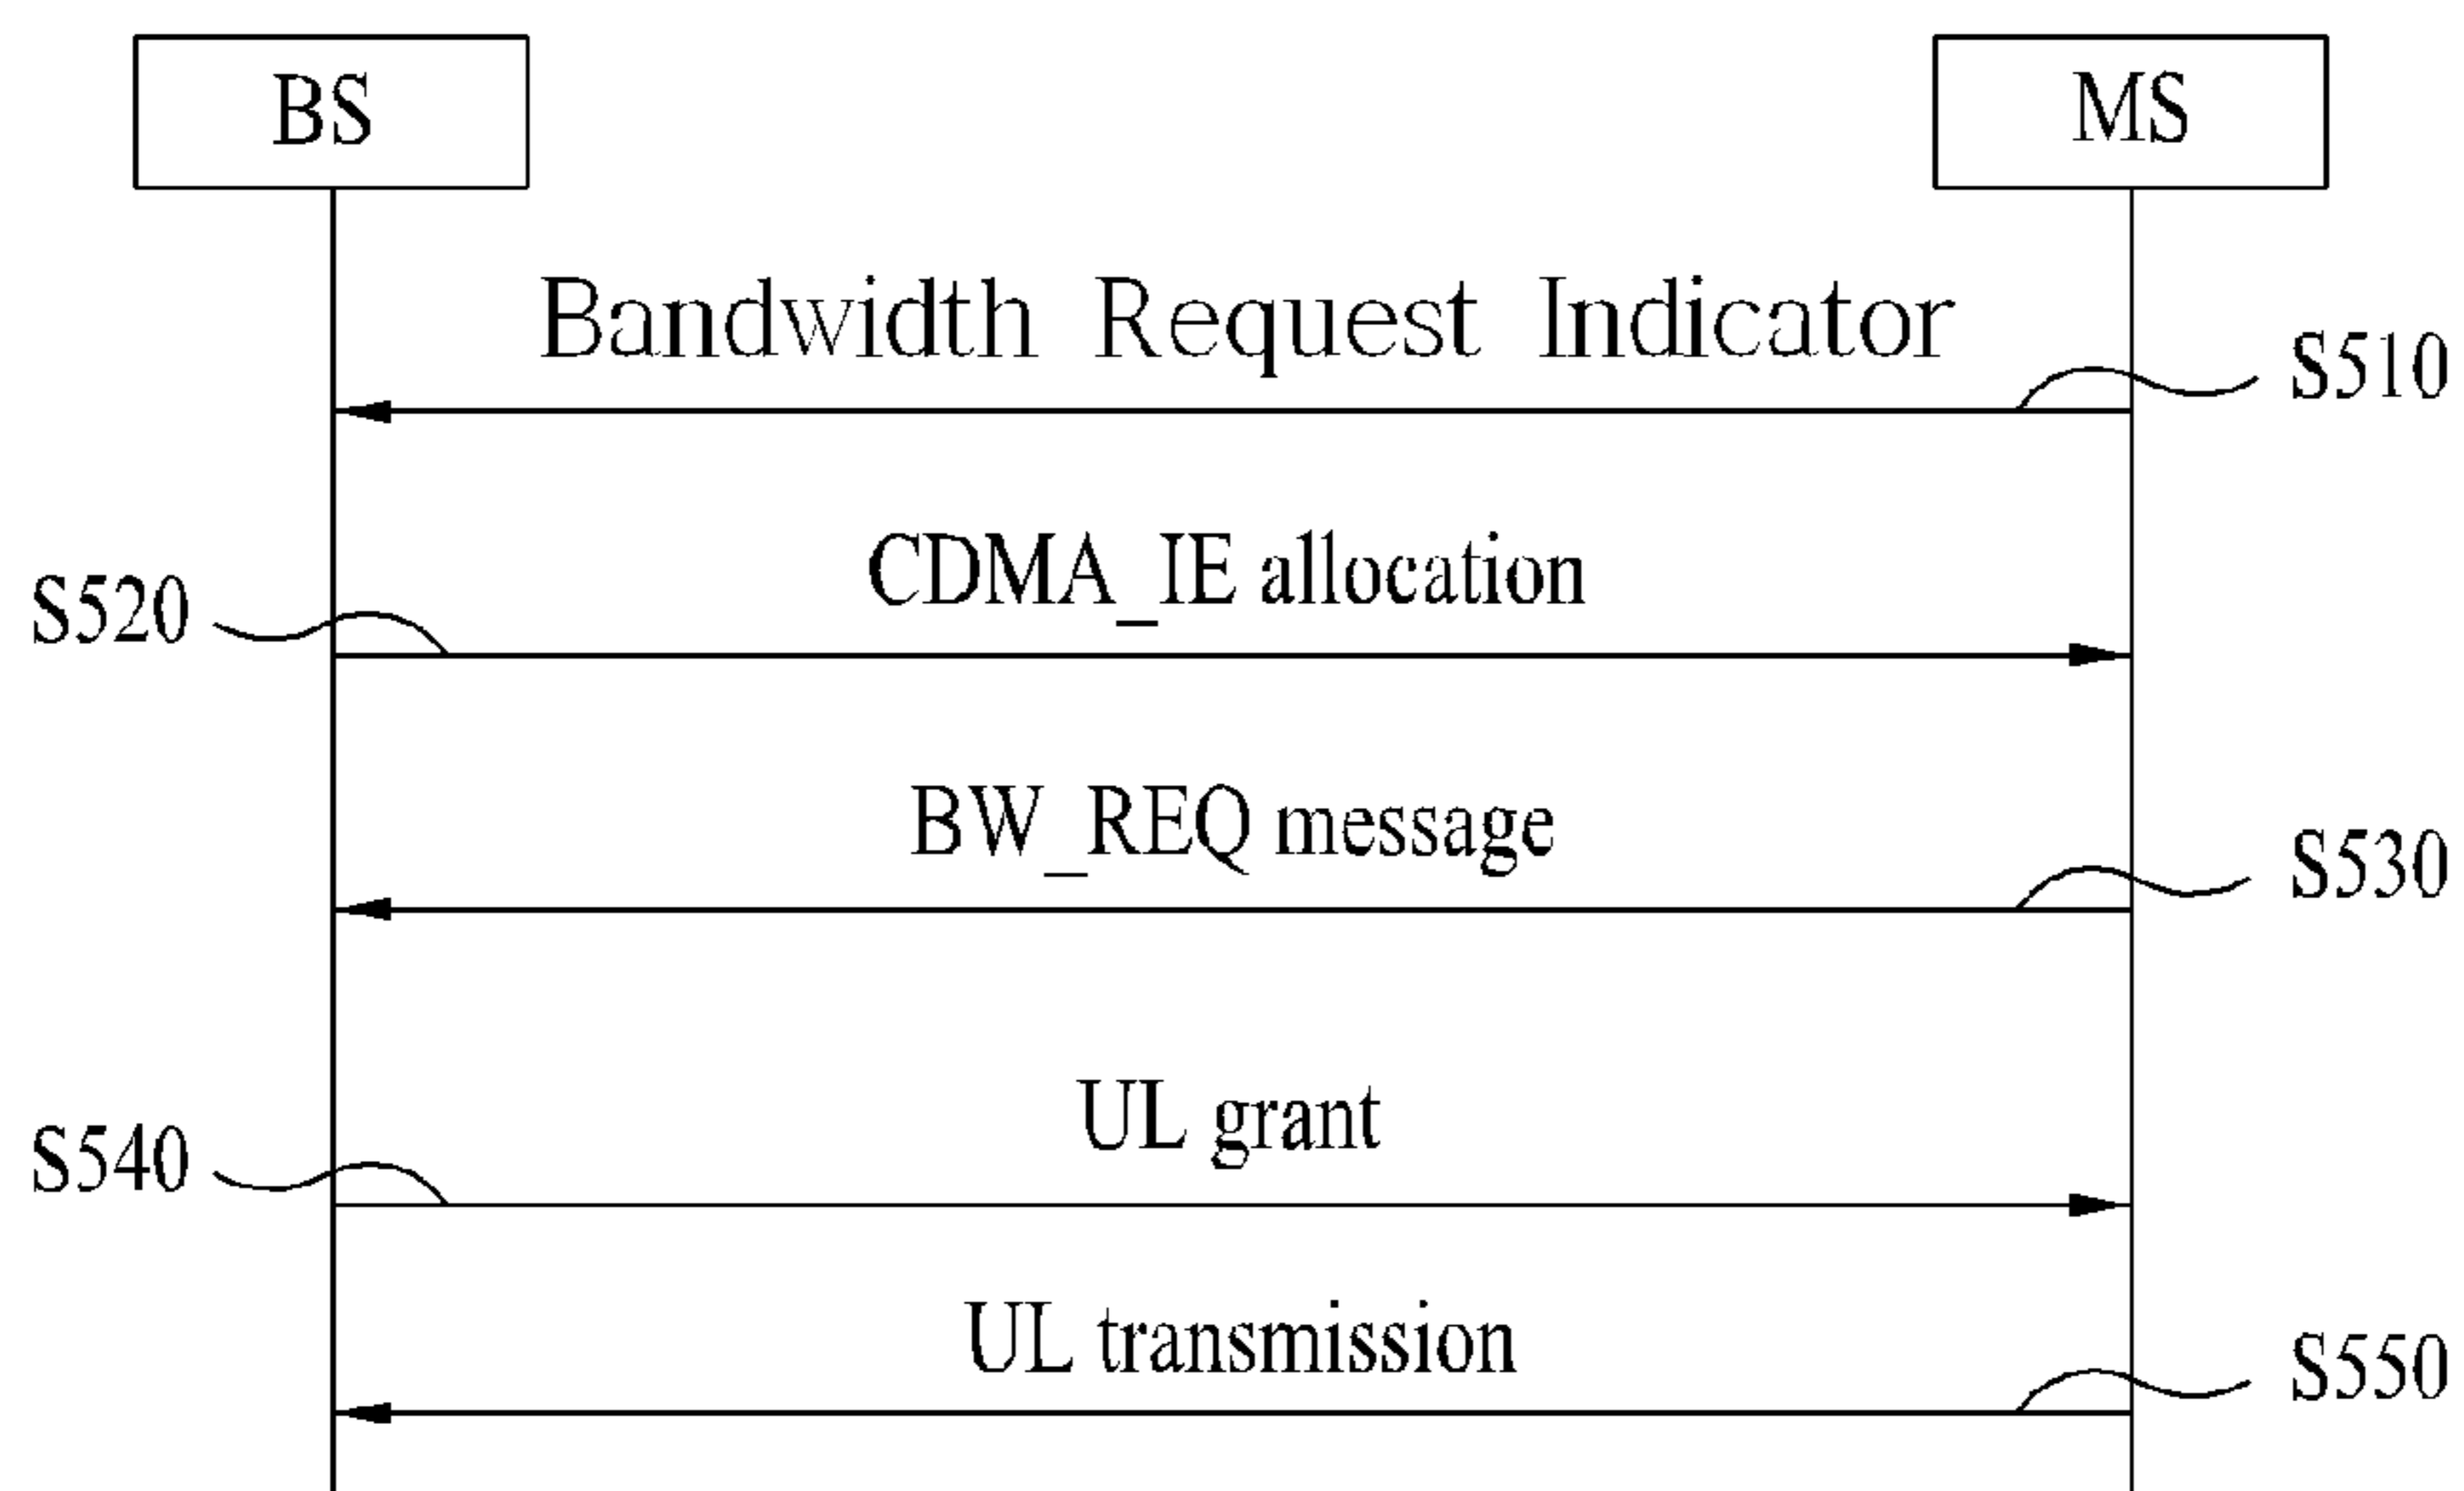 BS
MS
Bandwidth Request Indicator
S510
CDMA_IE allocation
S520
BW_REQ message
S530
UL grant
S540
UL transmission
S550